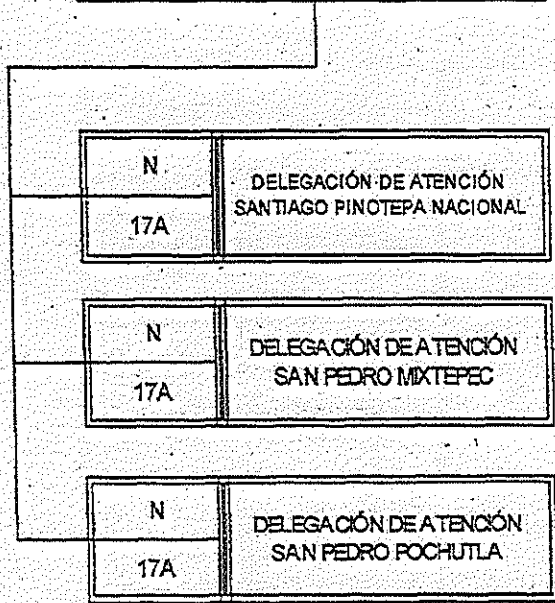 N
17A
DELEGACIÓN DE ATENCIÓN
SANTIAGO PINOTEPA NACIONAL
N
17A
DELEGACIÓN DE ATENCIÓN
SAN PEDRO MIXTEPEC
N
17A
DELEGACIÓN DE ATENCIÓN
SAN PEDRO POCHUTLA